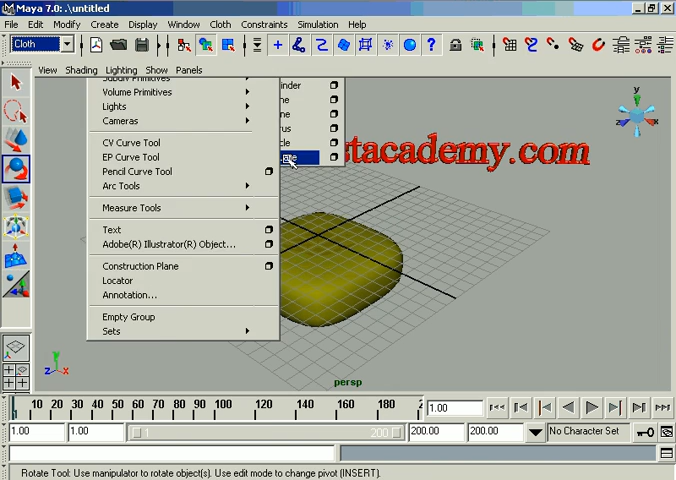 Maya 7.0: .\untitled
File Edit Create Display Window Cloth Constraints Simulation Help
Cloth
View Shading Lighting Show Panels
Volume Primitives
Lights
Cameras
CV Curve Tool
EP Curve Tool
Pencil Curve Tool
Arc Tools
Measure Tools
Text
Adobe(R) Illustrator(R) Object...
Construction Plane
Locator
Annotation...
Empty Group
Sets
stacademy.com
persp
10 20 30 40 50 60 70 80 90 100 120 140 160 180
1.00
1.00 1.00 1 200 200.00 200.00 No Character Set
Rotate Tool: Use manipulator to rotate object(s). Use edit mode to change pivot (INSERT).